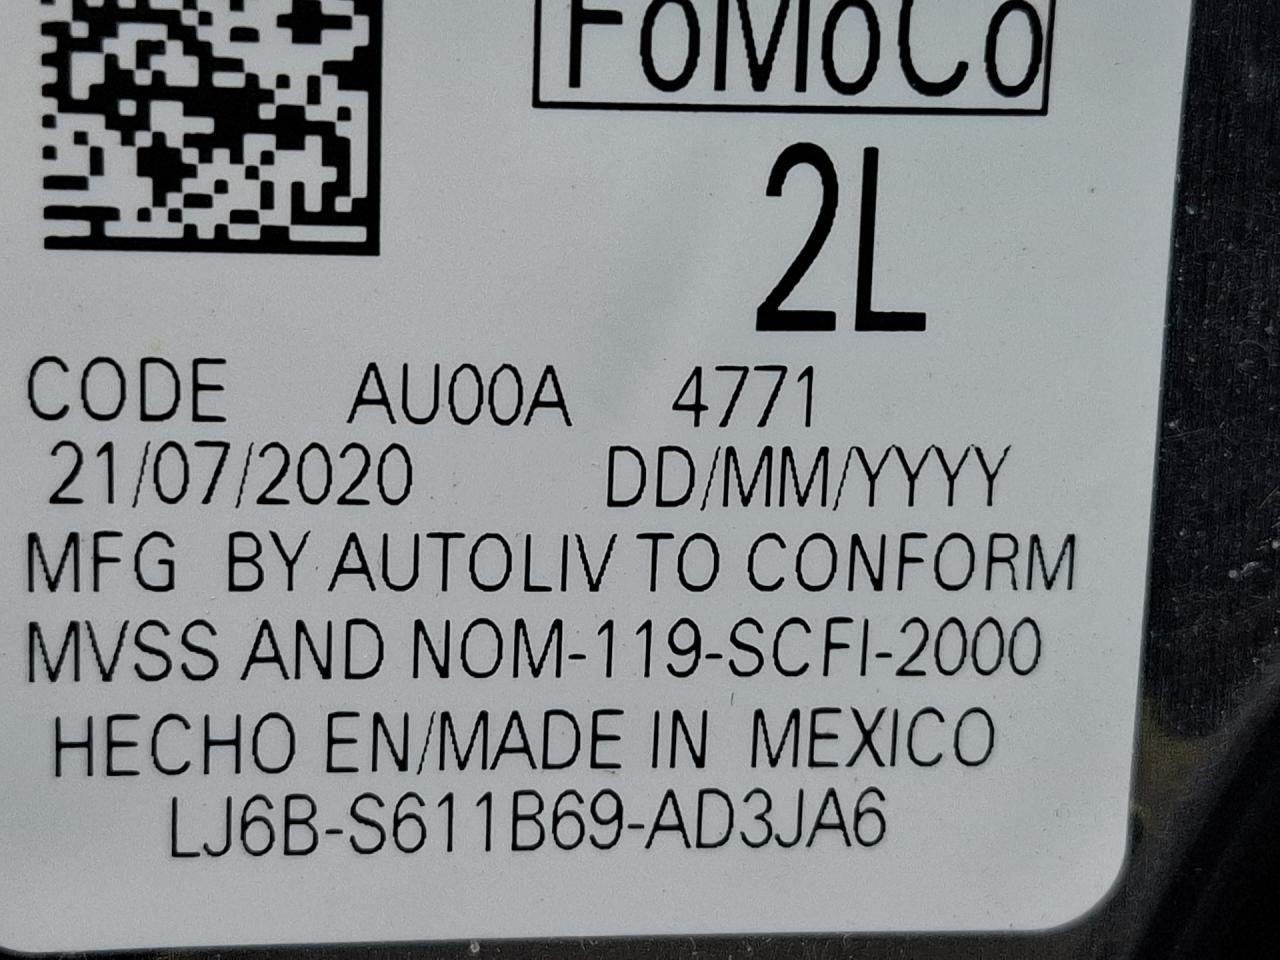 FoMoCo
2L
CODE AU00A 4771
21/07/2020 DD/MM/YYYY
MFG BY AUTOLIV TO CONFORM
MVSS AND NOM-119-SCFI-2000
HECHO EN/MADE IN MEXICO
LJ6B-S611B69-AD3JA6